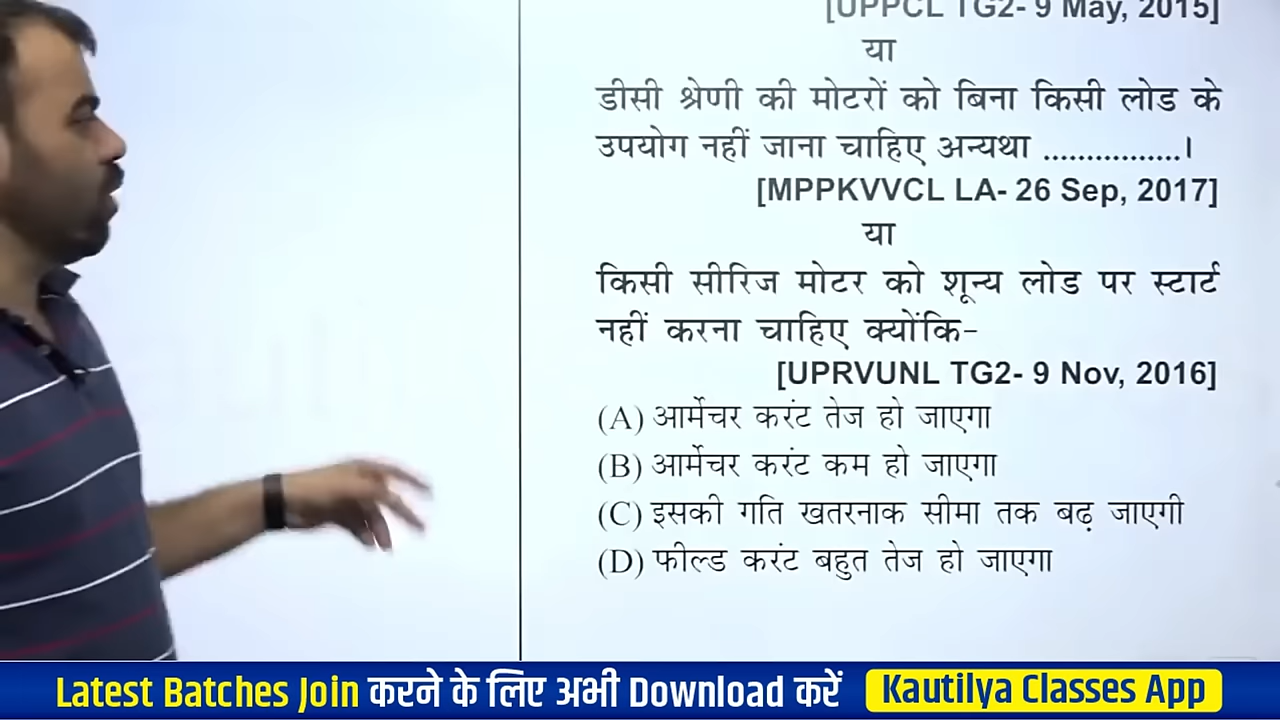 [UPPCL TG2- 9 May, 2015]
या
डीसी श्रेणी की मोटरों को बिना किसी लोड के
उपयोग नहीं जाना चाहिए अन्यथा ................।
[MPPKVVCL LA- 26 Sep, 2017]
या
किसी सीरिज मोटर को शून्य लोड पर स्टार्ट
नहीं करना चाहिए क्योंकि-
[UPRVUNL TG2- 9 Nov, 2016]
(A) आर्मेचर करंट तेज हो जाएगा
(B) आर्मेचर करंट कम हो जाएगा
(C) इसकी गति खतरनाक सीमा तक बढ़ जाएगी
(D) फील्ड करंट बहुत तेज हो जाएगा
Latest Batches Join करने के लिए अभी Download करें Kautilya Classes App